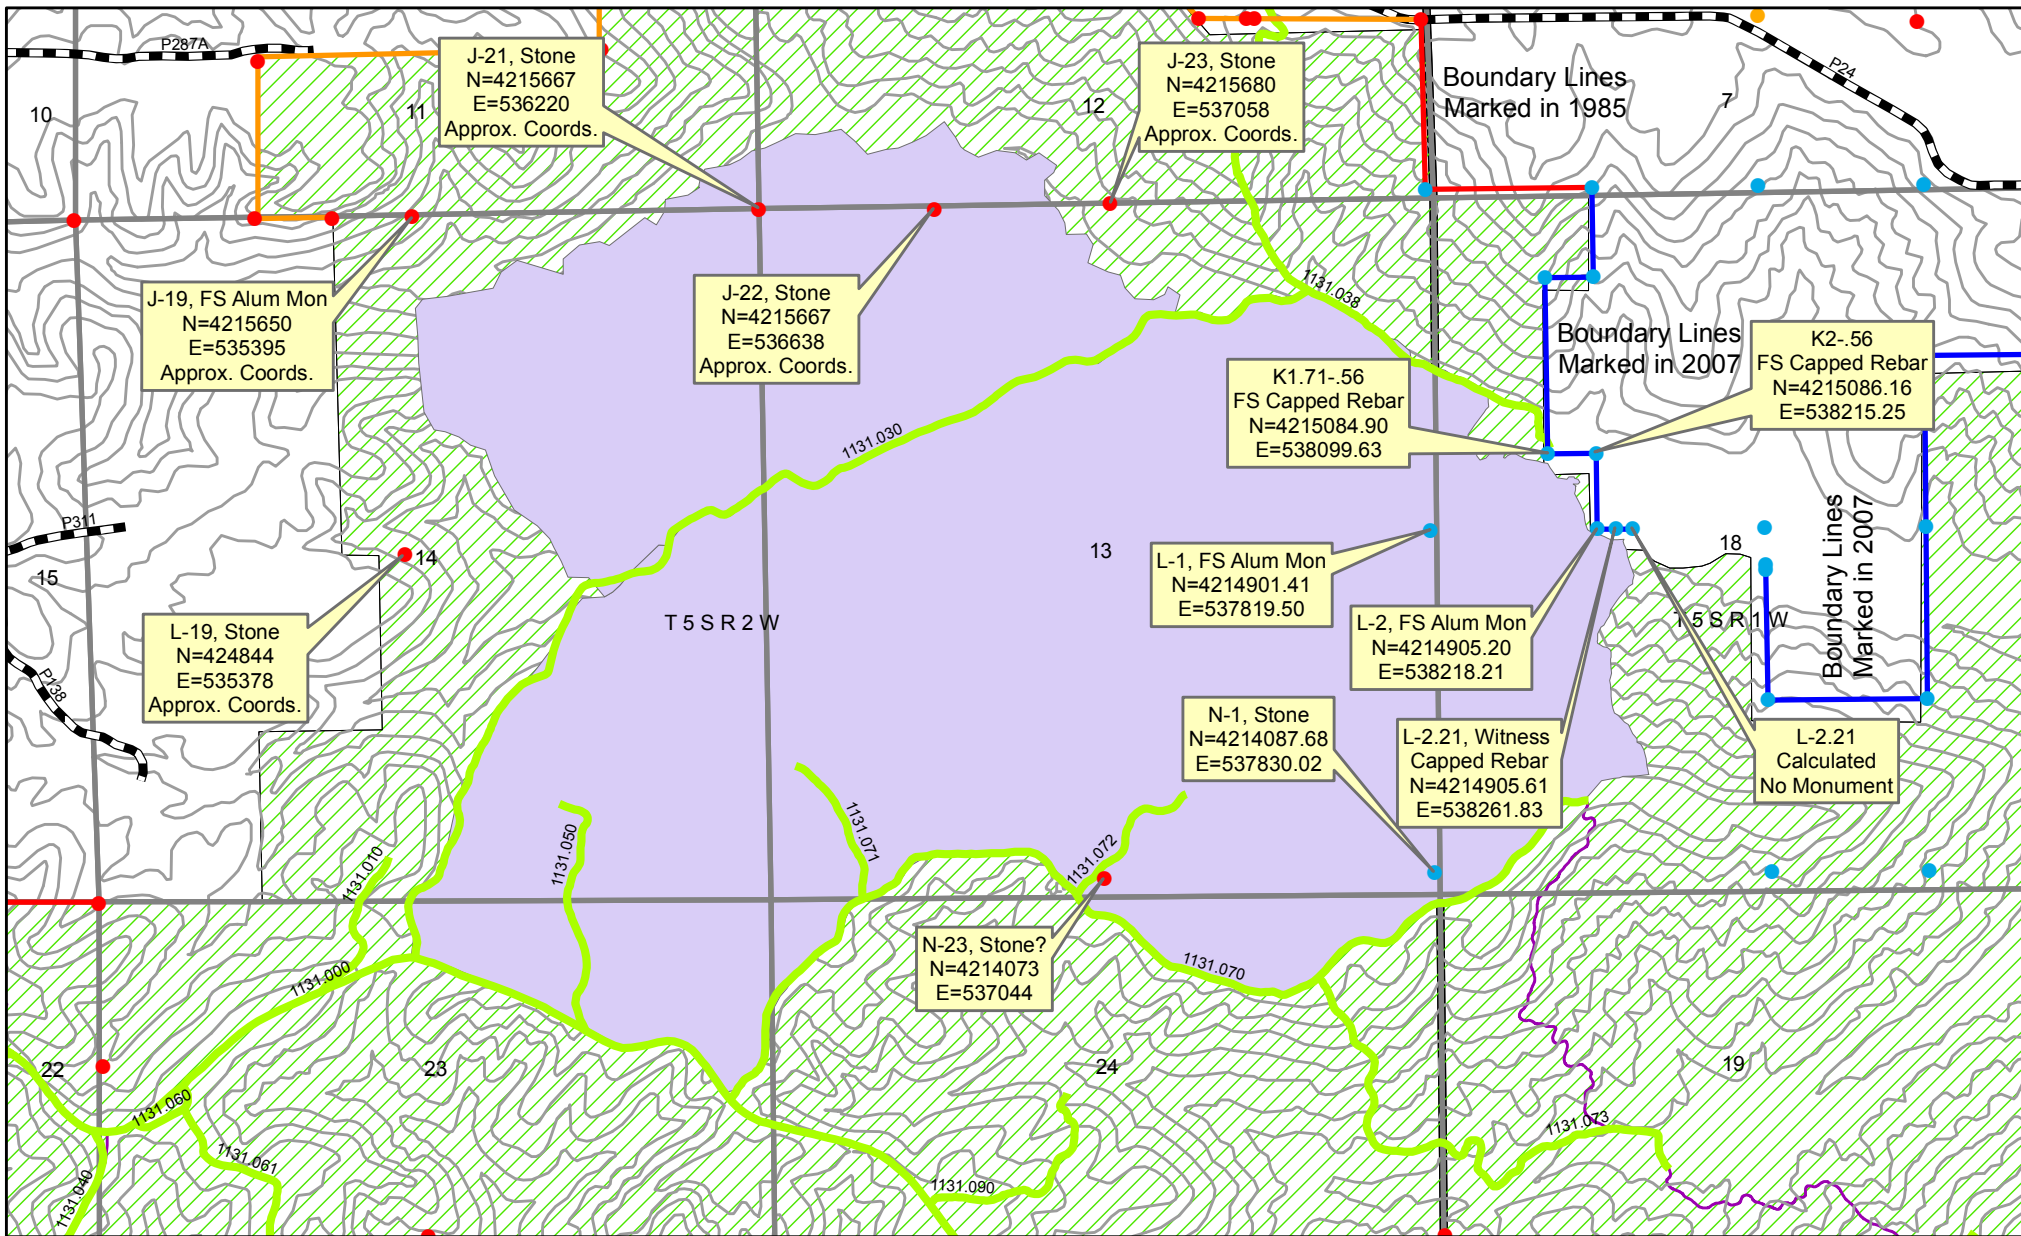 P287A
10
11
J-21, Stone
N=4215667
E=536220
Approx. Coords.
12
J-23, Stone
N=4215680
E=537058
Approx. Coords.
Boundary Lines
Marked in 1985
7
P24
J-19, FS Alum Mon
N=4215650
E=535395
Approx. Coords.
J-22, Stone
N=4215667
E=536638
Approx. Coords.
1131.038
Boundary Lines
Marked in 2007
K2-.56
FS Capped Rebar
N=4215086.16
E=538215.25
K1.71-.56
FS Capped Rebar
N=4215084.90
E=538099.63
1131.030
P311
15
14
13
18
L-1, FS Alum Mon
N=4214901.41
E=537819.50
Boundary Lines
Marked in 2007
L-19, Stone
N=424844
E=535378
Approx. Coords.
T 5 S R 2 W
L-2, FS Alum Mon
N=4214905.20
E=538218.21
T 5 S R 1 W
P138
N-1, Stone
N=4214087.68
E=537830.02
L-2.21, Witness
Capped Rebar
N=4214905.61
E=538261.83
L-2.21
Calculated
No Monument
1131.010
1131.050
1131.071
1131.072
N-23, Stone?
N=4214073
E=537044
1131.000
1131.070
22
23
24
19
1131.060
1131.061
1131.040
1131.090
1131.073